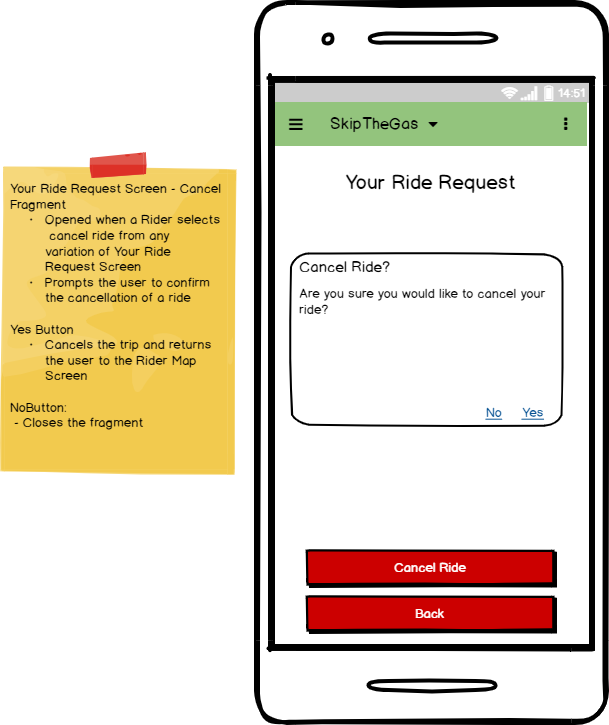 Your Ride Request Screen - Cancel
Fragment
• Opened when a Rider selects
cancel ride from any
variation of Your Ride
Request Screen
• Prompts the user to confirm
the cancellation of a ride
Yes Button
• Cancels the trip and returns
the user to the Rider Map
Screen
NoButton:
- Closes the fragment
14:51
SkipTheGas
Your Ride Request
Cancel Ride?
Are you sure you would like to cancel your
ride?
No Yes
Cancel Ride
Back